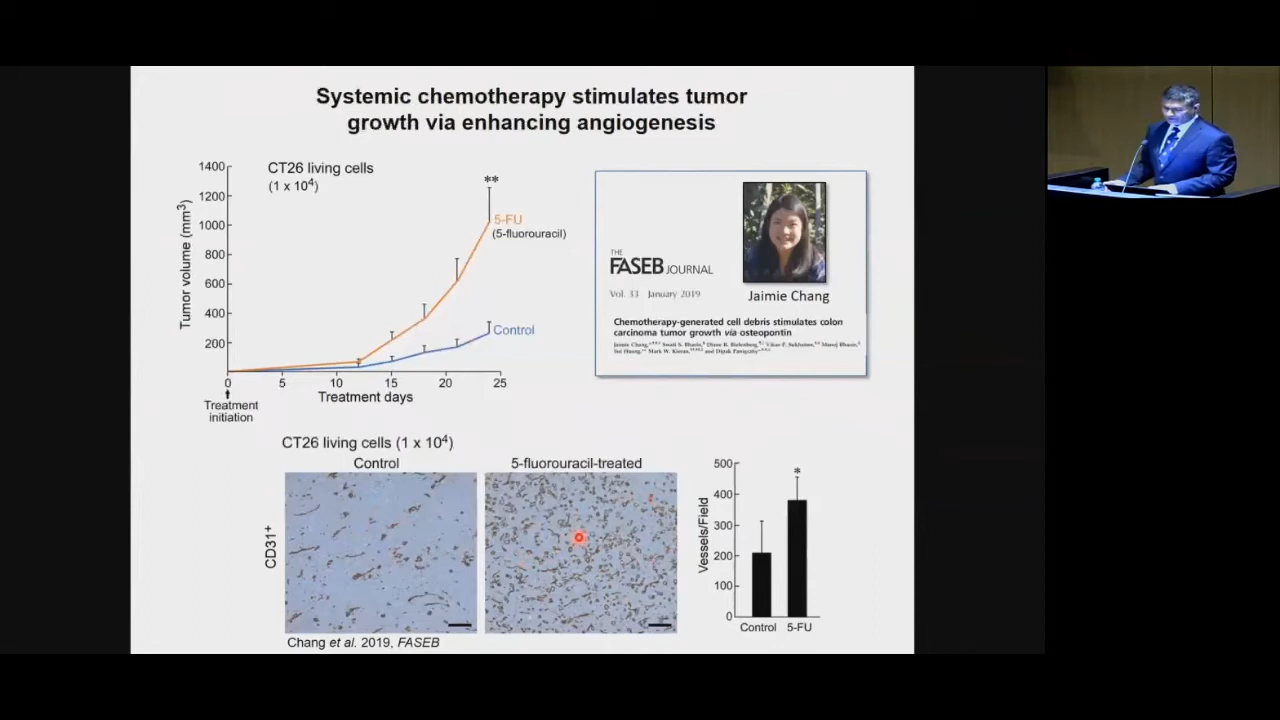 Systemic chemotherapy stimulates tumor
growth via enhancing angiogenesis
CT26 living cells
(1 x 10⁴)
Tumor volume (mm³)
1400
1200
1000
800
600
400
200
0
5
10
15
20
25
**
5-FU
(5-fluorouracil)
Control
Treatment days
Treatment
initiation
THE
FASEB JOURNAL
Vol. 33 January 2019
Jaimie Chang
Chemotherapy-generated cell debris stimulates colon
carcinoma tumor growth via osteopontin
CT26 living cells (1 x 10⁴)
Control
5-fluorouracil-treated
CD31⁺
Vessels/Field
500
400
300
200
100
0
*
Control
5-FU
Chang et al. 2019, FASEB